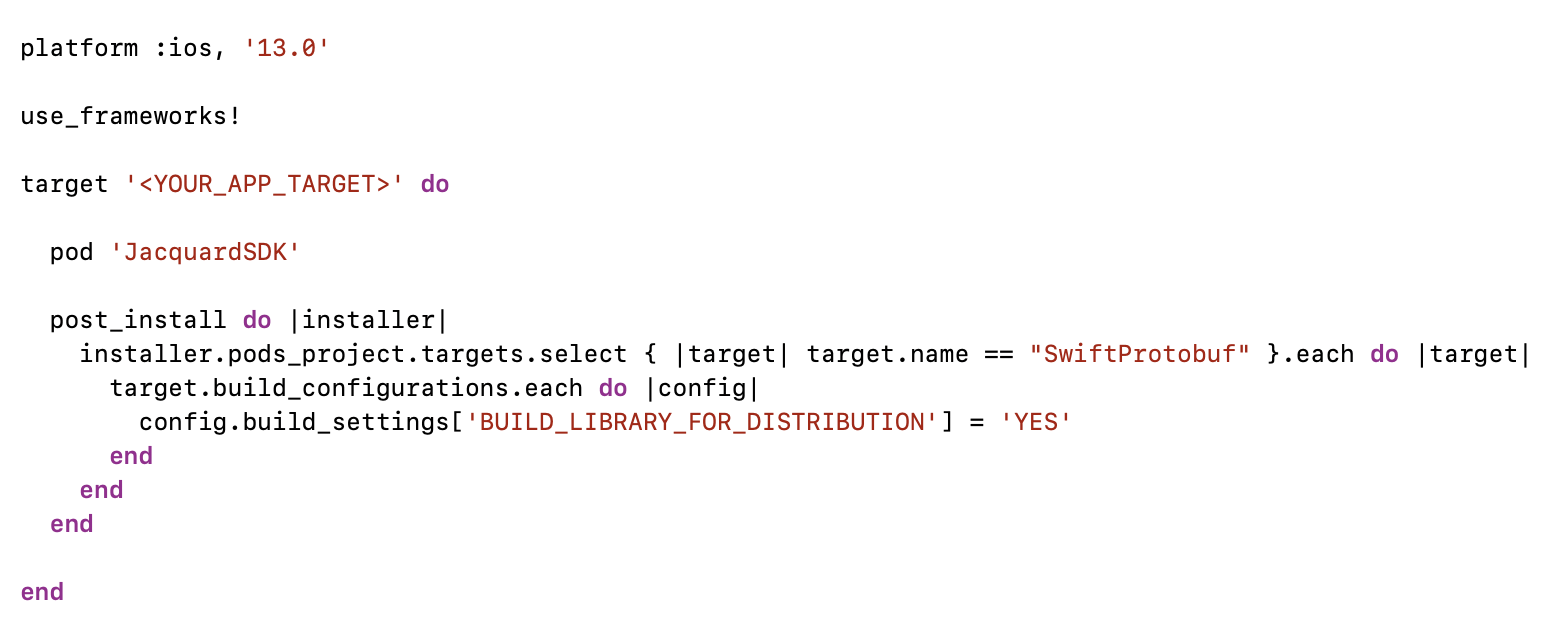 platform :ios, '13.0'
use_frameworks!
target '<YOUR_APP_TARGET>' do
  pod 'JacquardSDK'
  post_install do |installer|
    installer.pods_project.targets.select { |target| target.name == "SwiftProtobuf" }.each do |target|
      target.build_configurations.each do |config|
        config.build_settings['BUILD_LIBRARY_FOR_DISTRIBUTION'] = 'YES'
      end
    end
  end
end